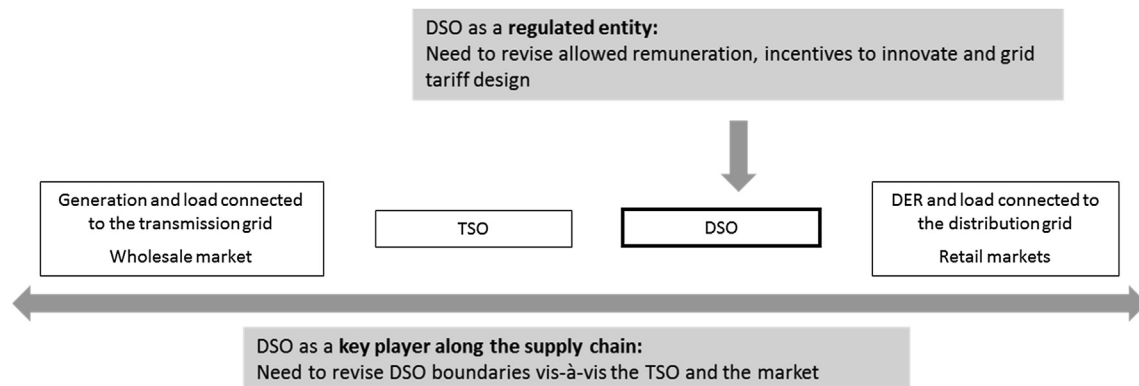 DSO as a regulated entity:
Need to revise allowed remuneration, incentives to innovate and grid
tariff design
Generation and load connected
to the transmission grid
Wholesale market
TSO
DSO
DER and load connected to
the distribution grid
Retail markets
DSO as a key player along the supply chain:
Need to revise DSO boundaries vis-à-vis the TSO and the market